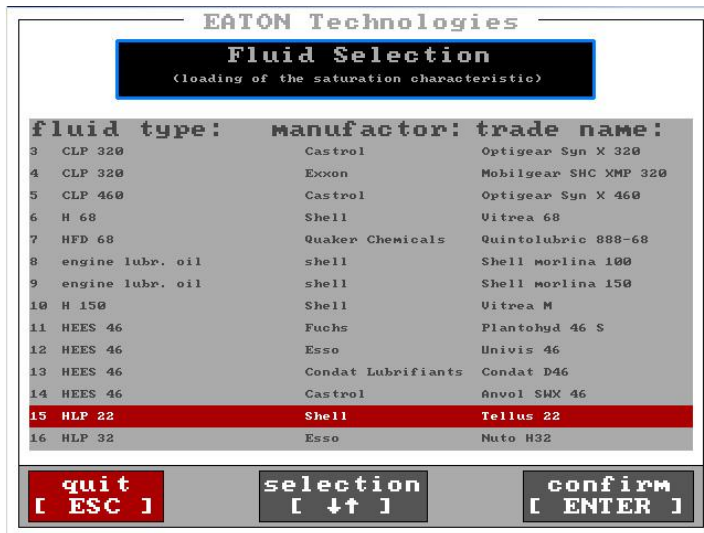 EATON Technologies
Fluid Selection
(loading of the saturation characteristic)
fluid type: manufactor: trade name:
3 CLP 320 Castrol Optigear Syn X 320
4 CLP 320 Exxon Mobilgear SHC XMP 320
5 CLP 460 Castrol Optigear Syn X 460
6 H 68 Shell Vitrea 68
7 HFD 68 Quaker Chemicals Quintolubric 888-68
8 engine lubr. oil shell Shell morlina 100
9 engine lubr. oil shell Shell morlina 150
10 H 150 Shell Vitrea M
11 HEES 46 Fuchs Plantohyd 46 S
12 HEES 46 Esso Univis 46
13 HEES 46 Condat Lubrifiants Condat D46
14 HEES 46 Castrol Anvol SWX 46
15 HLP 22 Shell Tellus 22
16 HLP 32 Esso Nuto H32
quit selection confirm
[ ESC ] [ ↓↑ ] [ ENTER ]